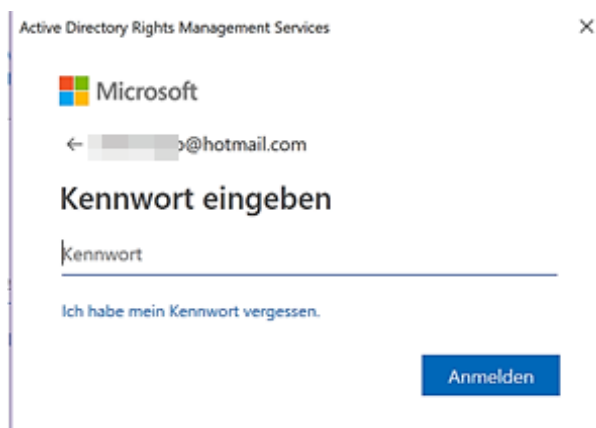 Active Directory Rights Management Services
Microsoft
@hotmail.com
Kennwort eingeben
Kennwort
Ich habe mein Kennwort vergessen.
Anmelden